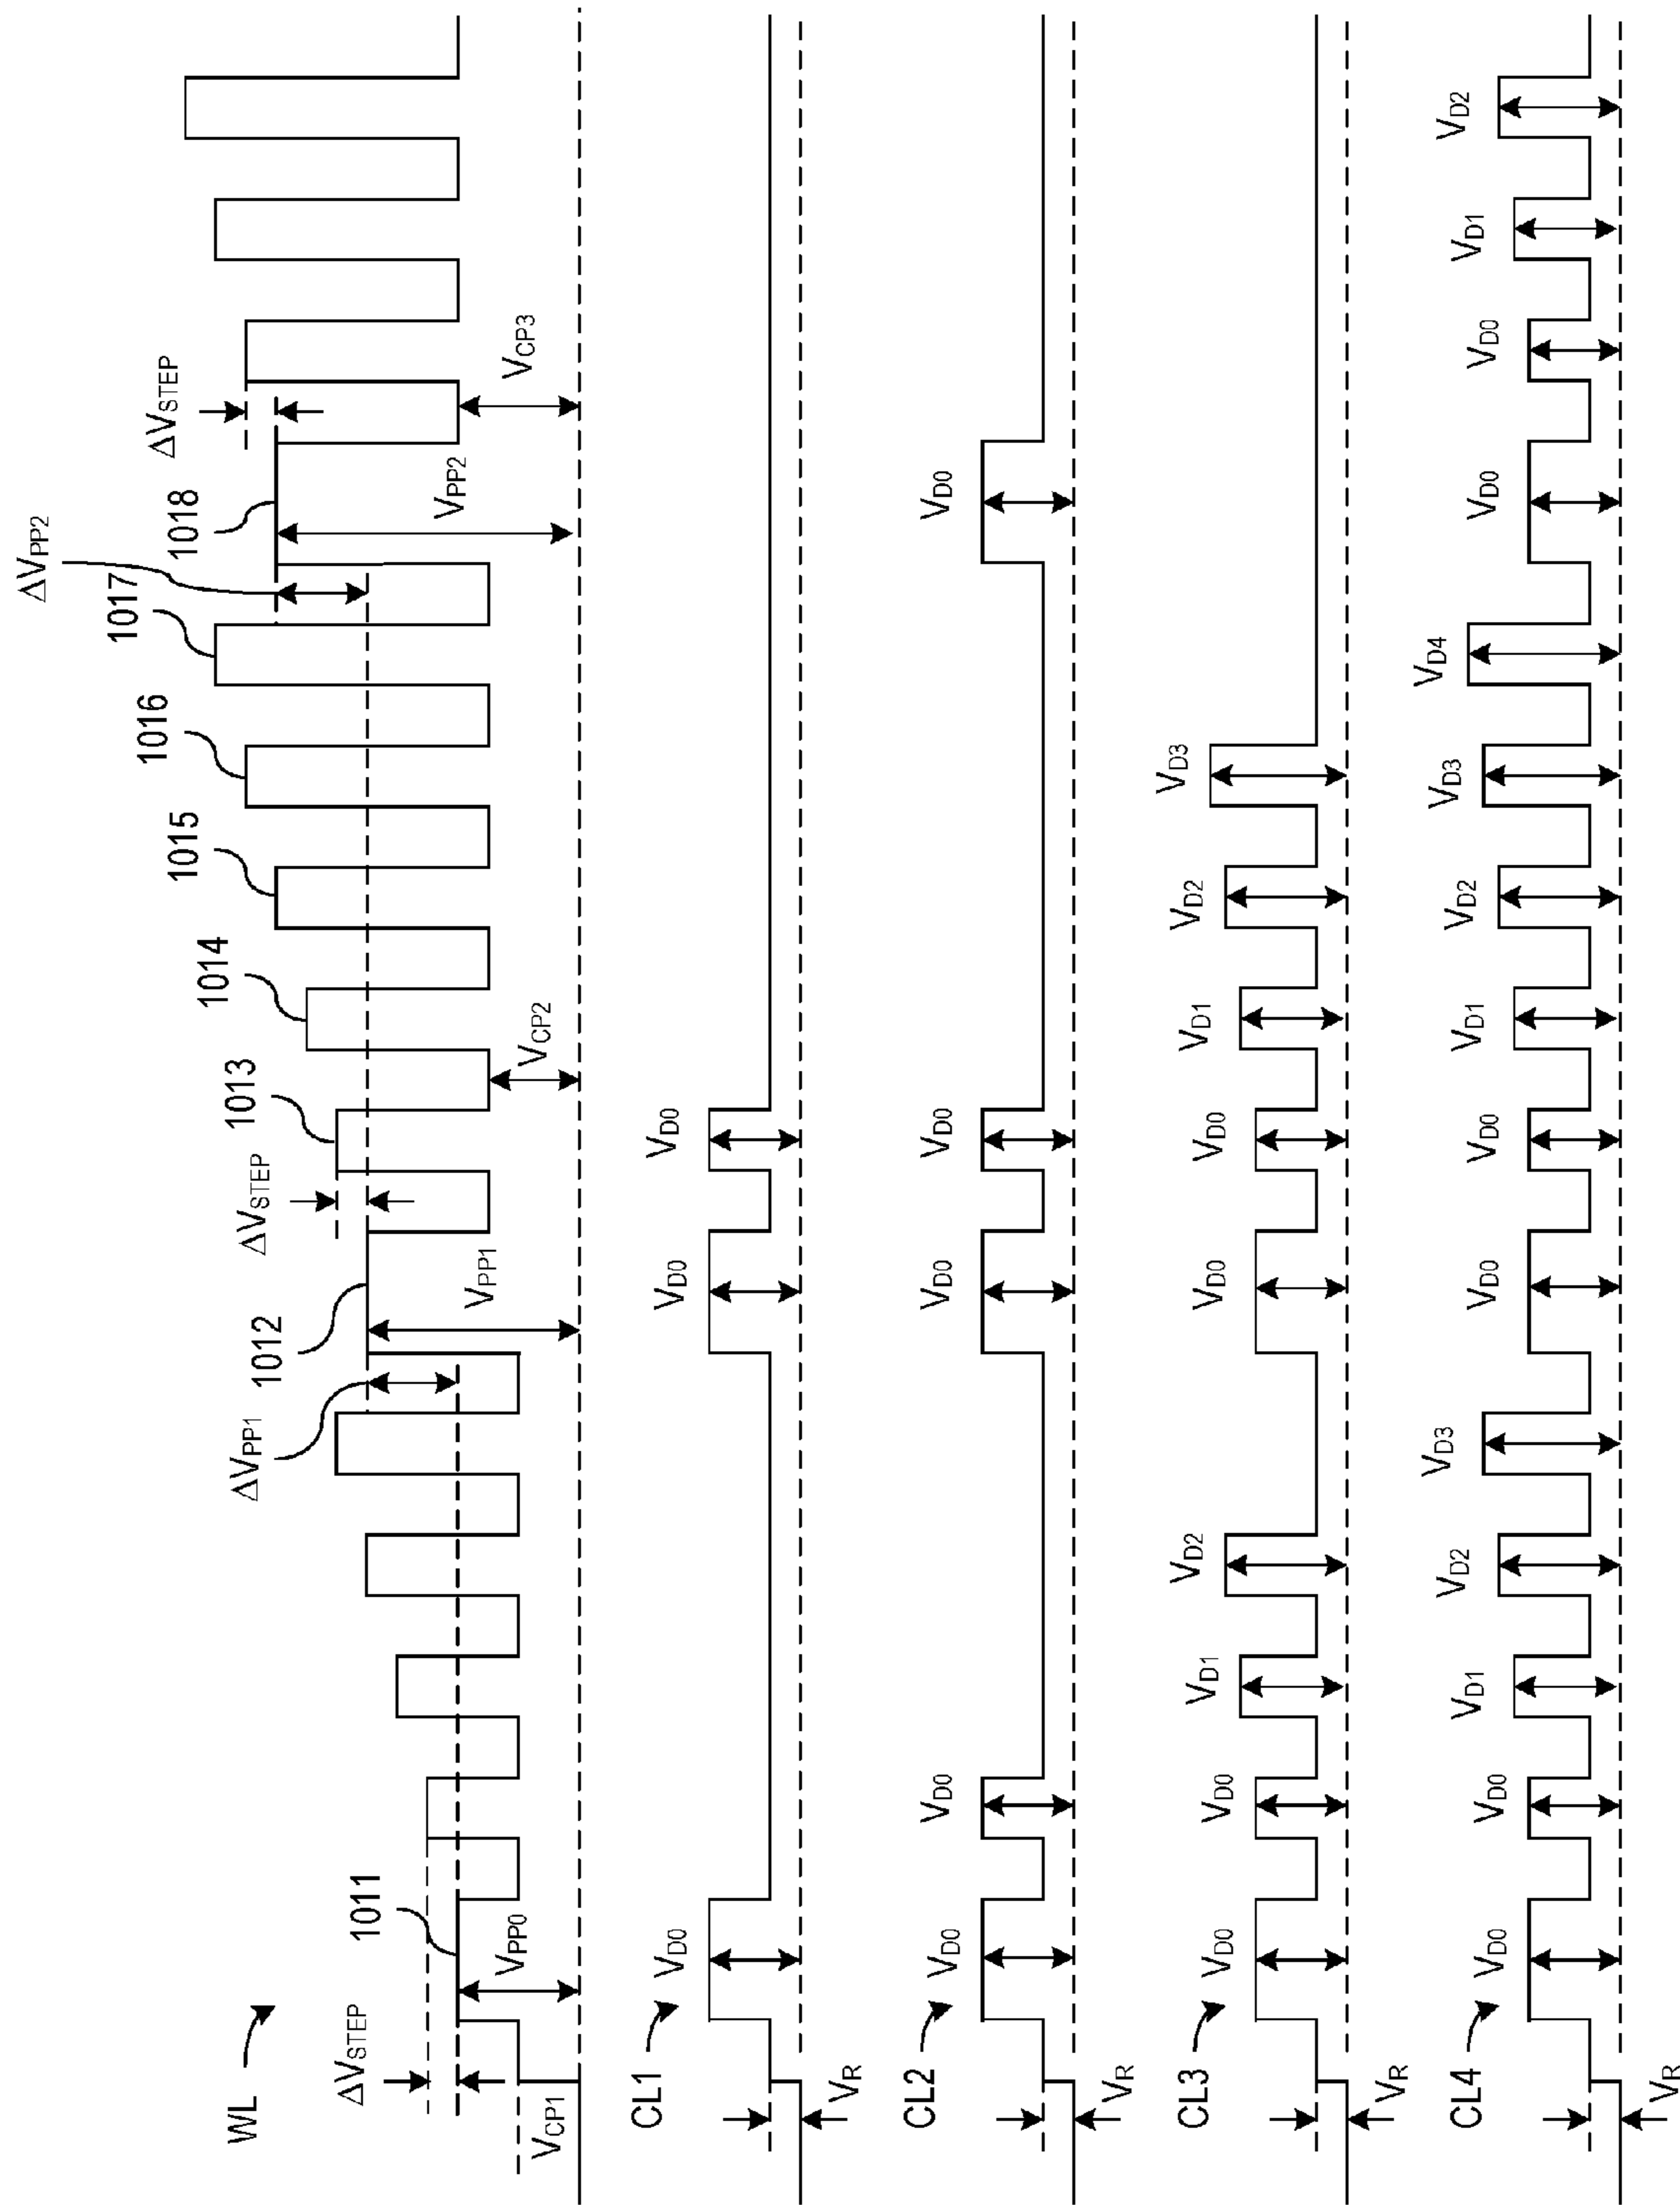 WL
ΔVSTEP
VCP1
1011
VPP0
ΔVPP1
1012
VPP1
ΔVSTEP
1013
VCP2
1014
1015
1016
1017
ΔVPP2
1018
VPP2
ΔVSTEP
VCP3
CL1
VR
VD0
VD0
VD0
CL2
VR
VD0
VD0
VD0
VD0
VD0
CL3
VR
VD0
VD0
VD1
VD2
VD0
VD0
VD1
VD2
VD3
CL4
VR
VD0
VD0
VD1
VD2
VD3
VD0
VD0
VD1
VD2
VD3
VD4
VD0
VD0
VD1
VD2